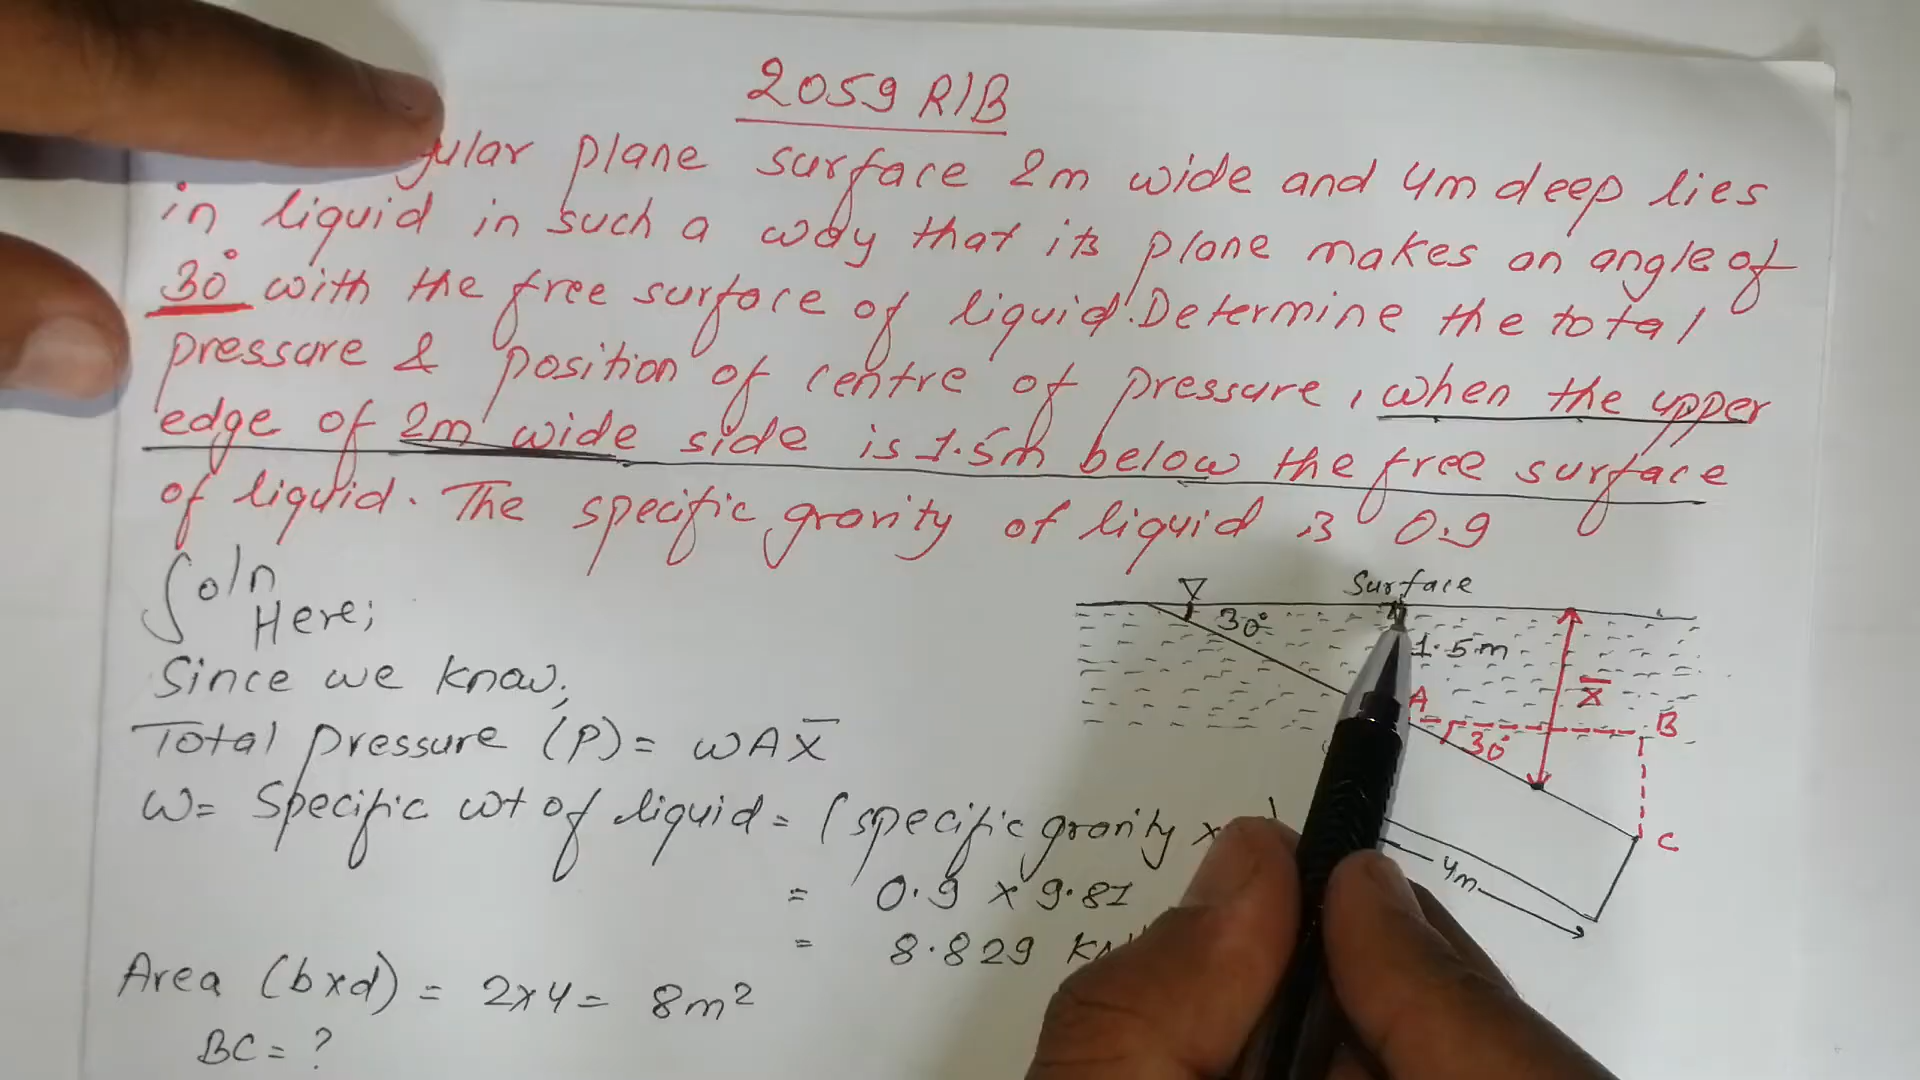 2059 R/B
gular plane surface 2m wide and 4m deep lies
in liquid in such a way that its plane makes an angle of
30° with the free surface of liquid. Determine the total
pressure & position of centre of pressure, when the upper
edge of 2m wide side is 1.5m below the free surface
of liquid. The specific gravity of liquid is 0.9
Soln
Here;
Since we know;
Total pressure (P) = wAx̅
w = Specific wt of liquid = (specific gravity x
= 0.9 x 9.81
= 8.829 KN
Area (bxd) = 2x4 = 8m²
BC = ?
Surface
30°
1.5m
x̅
A
B
30°
C
4m